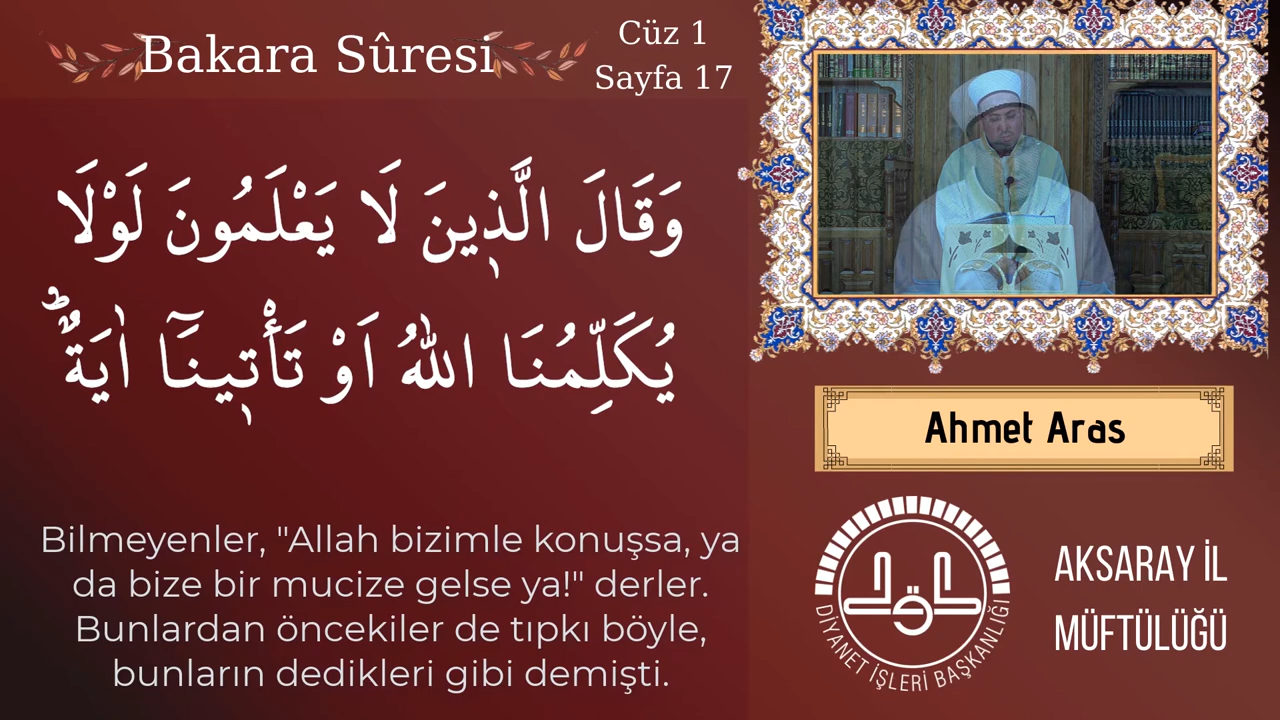 Bakara Sûresi
Cüz 1
Sayfa 17
وَقَالَ الَّذ۪ينَ لَا يَعْلَمُونَ لَوْلَا
يُكَلِّمُنَا اللّٰهُ اَوْ تَأْت۪ينَٓا اٰيَةٌۜ
Bilmeyenler, "Allah bizimle konuşsa, ya
da bize bir mucize gelse ya!" derler.
Bunlardan öncekiler de tıpkı böyle,
bunların dedikleri gibi demişti.
Ahmet Aras
DİYANET İŞLERİ BAŞKANLIĞI
AKSARAY İL
MÜFTÜLÜĞÜ